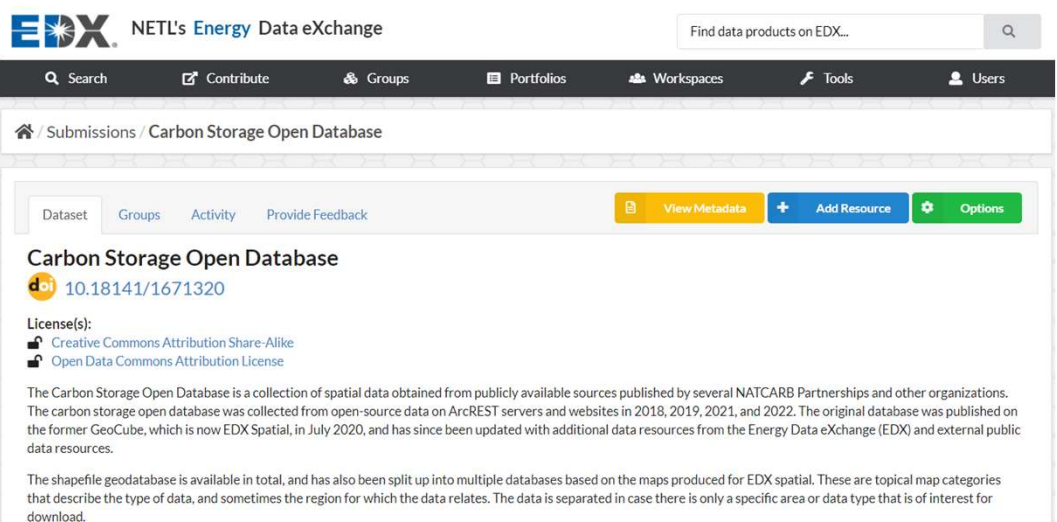 EDX. NETL's Energy Data eXchange
Find data products on EDX...
Search Contribute Groups Portfolios Workspaces Tools Users
/ Submissions / Carbon Storage Open Database
Dataset Groups Activity Provide Feedback View Metadata + Add Resource Options
Carbon Storage Open Database
doi 10.18141/1671320
License(s):
Creative Commons Attribution Share-Alike
Open Data Commons Attribution License
The Carbon Storage Open Database is a collection of spatial data obtained from publicly available sources published by several NATCARB Partnerships and other organizations.
The carbon storage open database was collected from open-source data on ArcREST servers and websites in 2018, 2019, 2021, and 2022. The original database was published on
the former GeoCube, which is now EDX Spatial, in July 2020, and has since been updated with additional data resources from the Energy Data eXchange (EDX) and external public
data resources.
The shapefile geodatabase is available in total, and has also been split up into multiple databases based on the maps produced for EDX spatial. These are topical map categories
that describe the type of data, and sometimes the region for which the data relates. The data is separated in case there is only a specific area or data type that is of interest for
download.